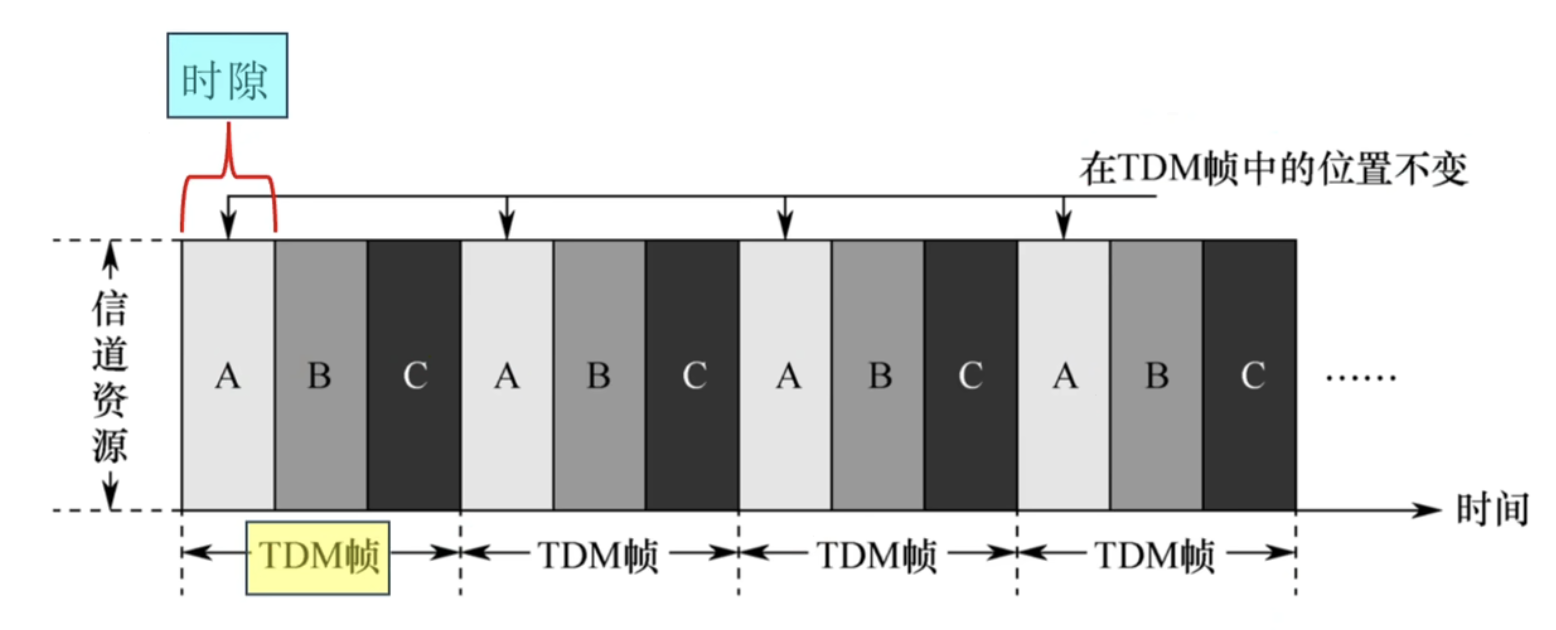 时隙
在TDM帧中的位置不变
信道资源
A B C A B C A B C A B C ……
时间
TDM帧 TDM帧 TDM帧 TDM帧